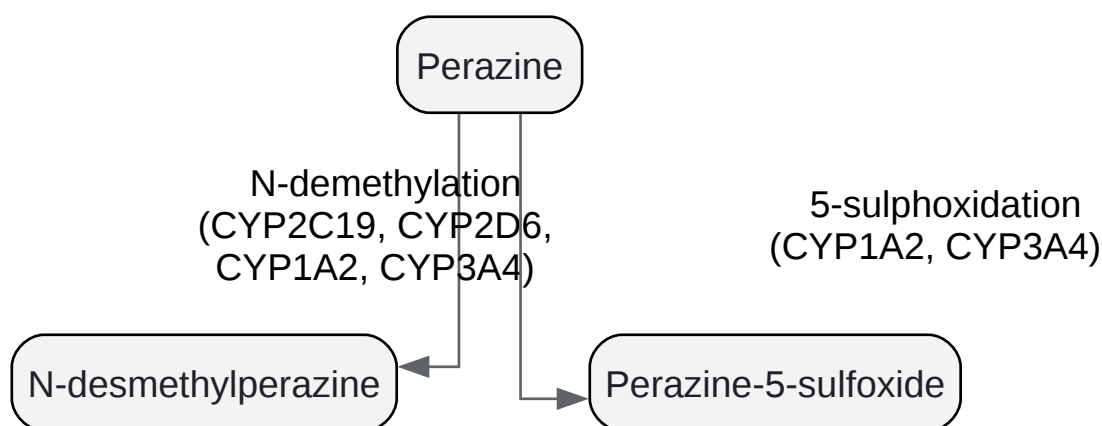 Perazine
N-demethylation
(CYP2C19, CYP2D6,
CYP1A2, CYP3A4)
5-sulphoxidation
(CYP1A2, CYP3A4)
N-desmethylperazine
Perazine-5-sulfoxide